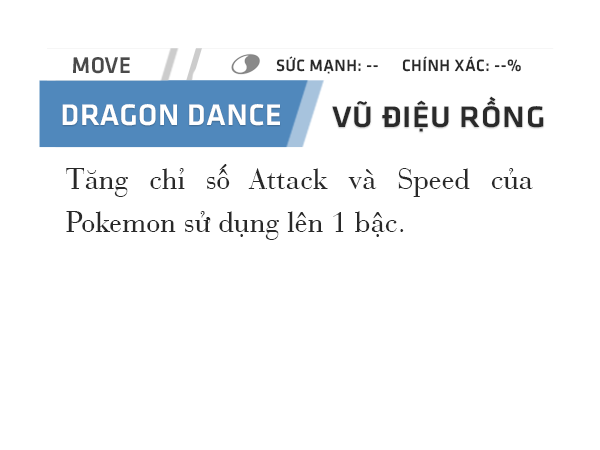 MOVE SỨC MẠNH: -- CHÍNH XÁC: --%
DRAGON DANCE VŨ ĐIỆU RỒNG
Tăng chỉ số Attack và Speed của
Pokemon sử dụng lên 1 bậc.